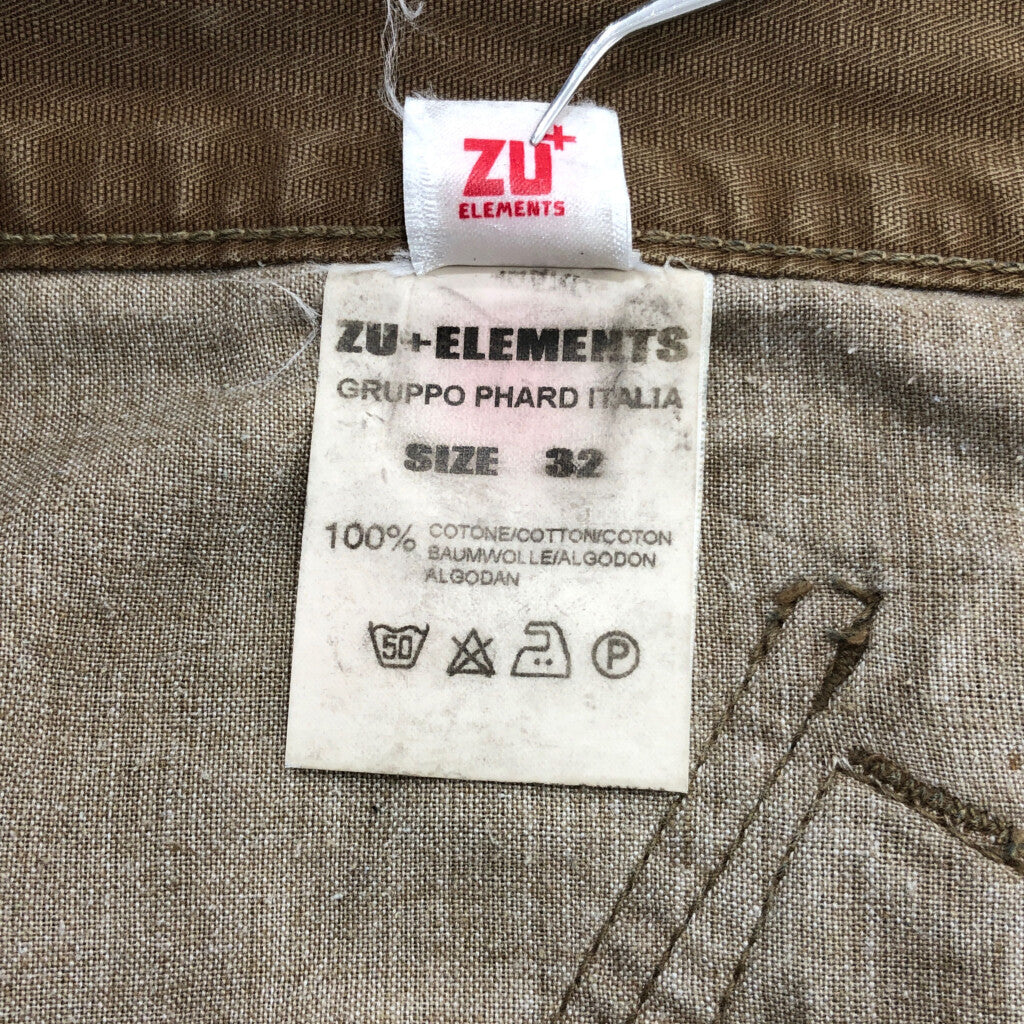 ZU+
ELEMENTS
ZU+ELEMENTS
GRUPPO PHARD ITALIA
SIZE 32
100% COTONE/COTTON/COTON
BAUMWOLLE/ALGODON
ALGODAN
50
P